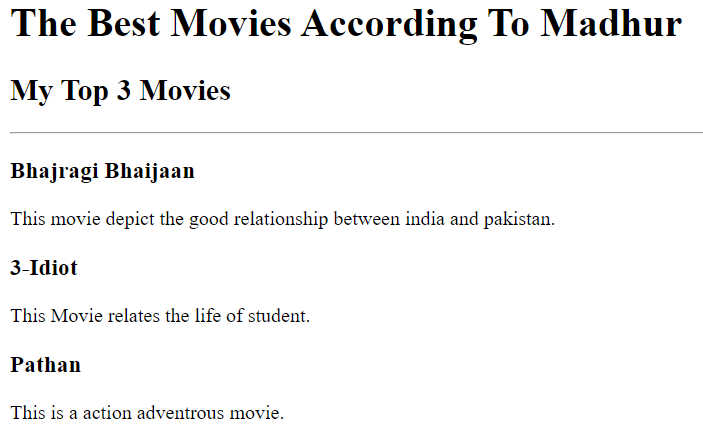 The Best Movies According To Madhur
My Top 3 Movies
Bhajragi Bhaijaan
This movie depict the good relationship between india and pakistan.
3-Idiot
This Movie relates the life of student.
Pathan
This is a action adventrous movie.